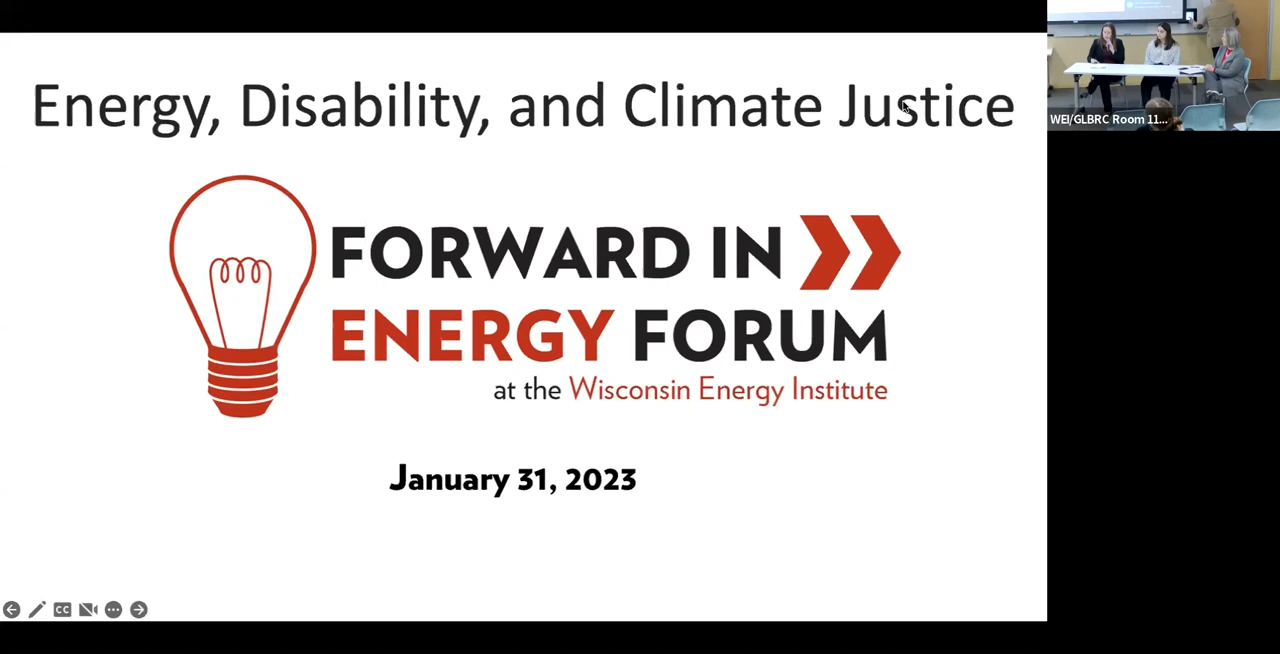 Energy, Disability, and Climate Justice
FORWARD IN
ENERGY FORUM
at the Wisconsin Energy Institute
January 31, 2023
CC
WEI/GLBRC Room 11...